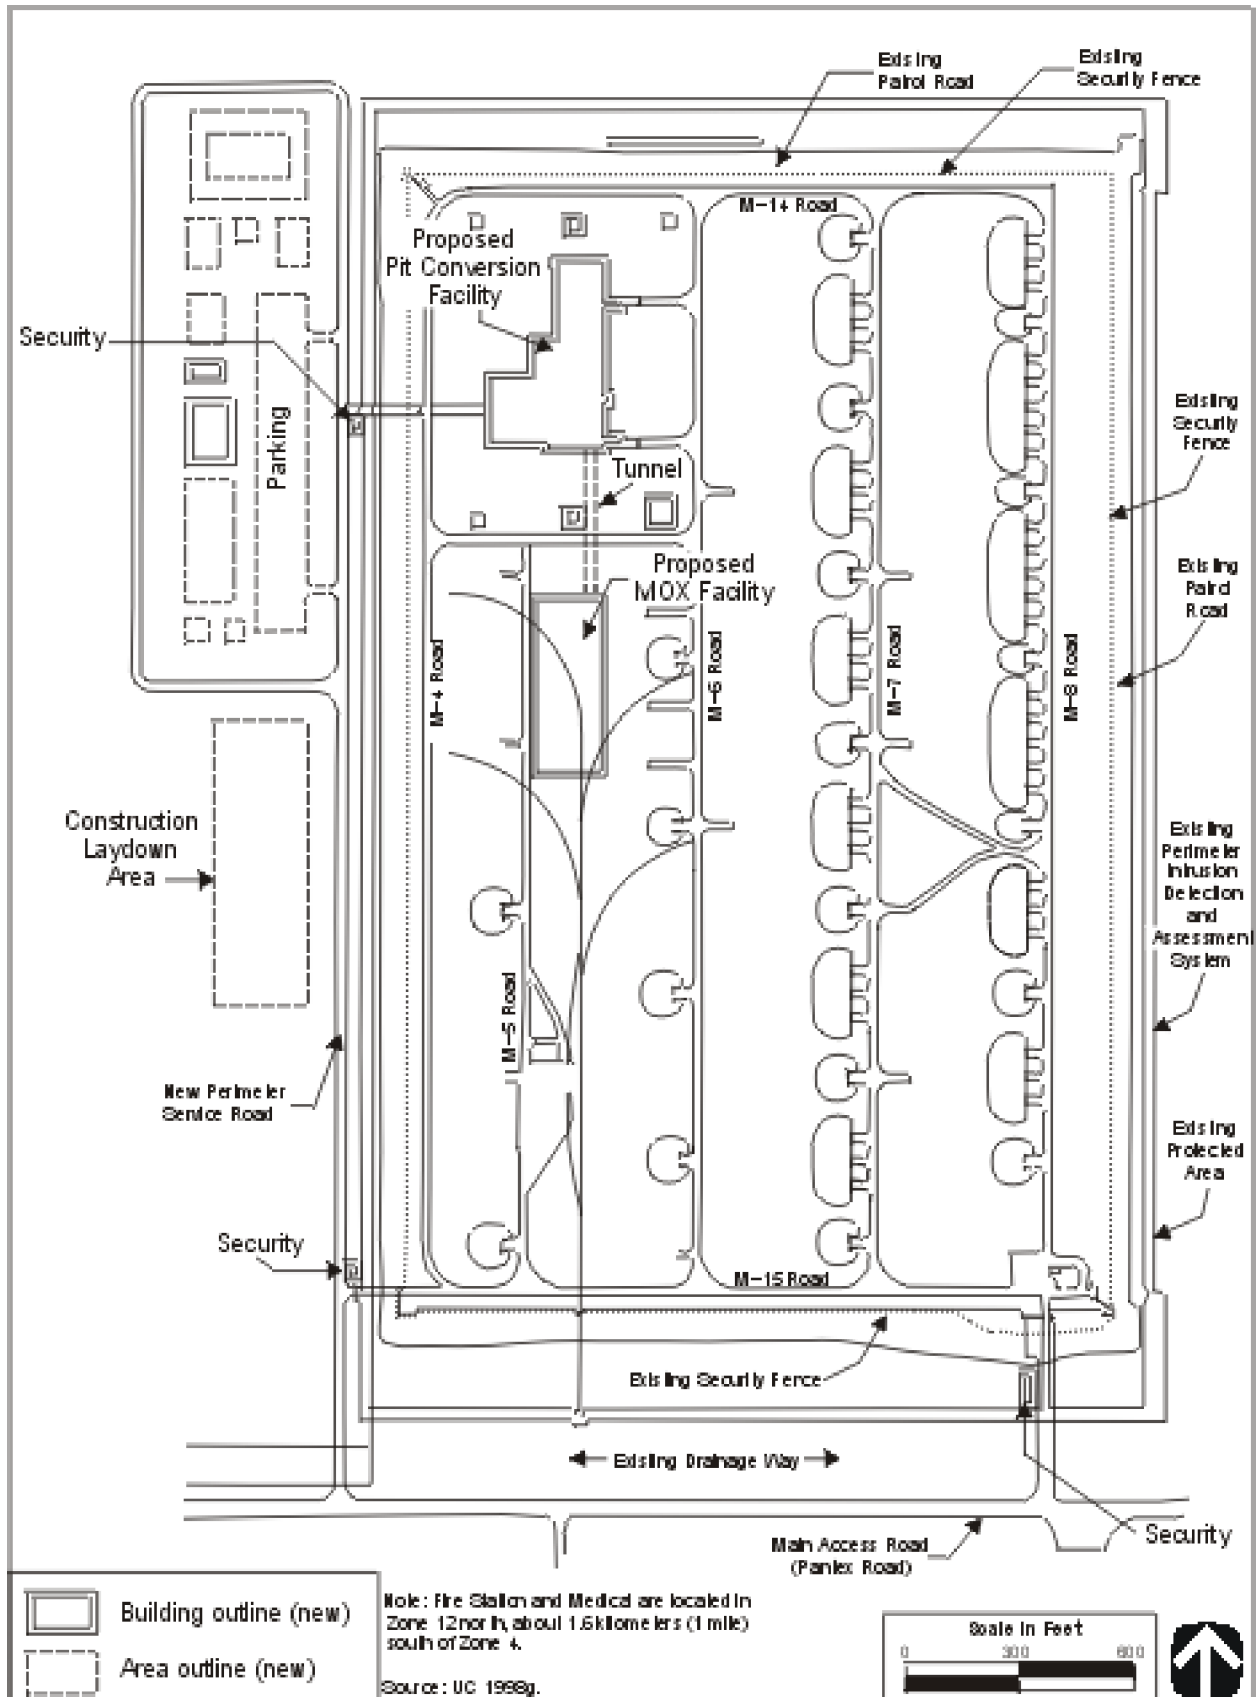 Existing
Patrol Road
Existing
Security Fence
M-14 Road
Proposed
Pit Conversion
Facility
Security
Parking
Tunnel
Existing
Security
Fence
Proposed
MOX Facility
Existing
Patrol
Road
M-4 Road
M-6 Road
M-7 Road
M-8 Road
Construction
Laydown
Area
Existing
Perimeter
Intrusion
Detection
and
Assessment
System
M-5 Road
New Perimeter
Service Road
Existing
Protected
Area
Security
M-15 Road
Existing Security Fence
Existing Drainage Way
Main Access Road
(Pantex Road)
Security
Building outline (new)
Area outline (new)
Note: Fire Station and Medical are located in
Zone 12 north, about 1.6 kilometers (1 mile)
south of Zone 4.
Source: UC 1998g.
Scale in Feet
0 300 600